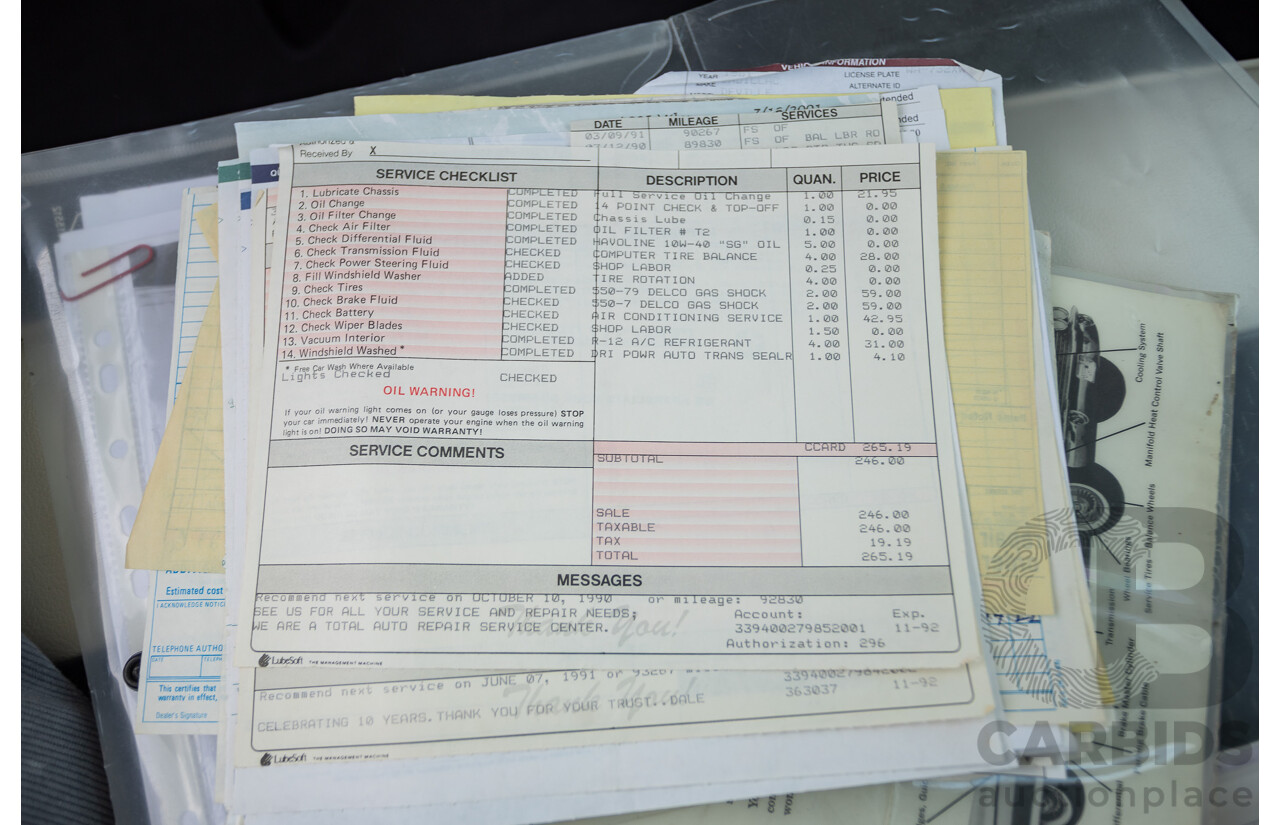 VEHICLE INFORMATION
YEAR
LICENSE PLATE
MAKE
ALTERNATE ID
7/16/2001
DATE MILEAGE SERVICES
03/09/91 90267 FS OF BAL LBR RO
89830 FS OF
Received By X
SERVICE CHECKLIST DESCRIPTION QUAN. PRICE
1. Lubricate Chassis COMPLETED Full Service Oil Change 1.00 21.95
2. Oil Change COMPLETED 14 POINT CHECK & TOP-OFF 1.00 0.00
3. Oil Filter Change COMPLETED Chassis Lube 0.15 0.00
4. Check Air Filter COMPLETED OIL FILTER # T2 1.00 0.00
5. Check Differential Fluid COMPLETED HAVOLINE 10W-40 "SG" OIL 5.00 0.00
6. Check Transmission Fluid CHECKED COMPUTER TIRE BALANCE 4.00 28.00
7. Check Power Steering Fluid CHECKED SHOP LABOR 0.25 0.00
8. Fill Windshield Washer ADDED TIRE ROTATION 4.00 0.00
9. Check Tires COMPLETED 550-79 DELCO GAS SHOCK 2.00 59.00
10. Check Brake Fluid CHECKED 550-7 DELCO GAS SHOCK 2.00 59.00
11. Check Battery CHECKED AIR CONDITIONING SERVICE 1.00 42.95
12. Check Wiper Blades CHECKED SHOP LABOR 1.50 0.00
13. Vacuum Interior COMPLETED R-12 A/C REFRIGERANT 4.00 31.00
14. Windshield Washed * COMPLETED DRI POWR AUTO TRANS SEALR 1.00 4.10
* Free Car Wash Where Available
Lights Checked CHECKED
OIL WARNING!
If your oil warning light comes on (or your gauge loses pressure) STOP
your car immediately! NEVER operate your engine when the oil warning
light is on! DOING SO MAY VOID WARRANTY!
SERVICE COMMENTS
CCARD 265.19
SUBTOTAL 246.00
SALE 246.00
TAXABLE 246.00
TAX 19.19
TOTAL 265.19
MESSAGES
Recommend next service on OCTOBER 10, 1990 or mileage: 92830
SEE US FOR ALL YOUR SERVICE AND REPAIR NEEDS; Account: Exp.
WE ARE A TOTAL AUTO REPAIR SERVICE CENTER. 339400279852001 11-92
Thank You!
Authorization: 296
LubeSoft THE MANAGEMENT MACHINE
Recommend next service on JUNE 07, 1991 or
363037 11-92
Thank You!
CELEBRATING 10 YEARS.THANK YOU FOR YOUR TRUST..DALE
LubeSoft THE MANAGEMENT MACHINE
Estimated cost
TELEPHONE AUTHO
DATE
This certifies that
warranty in effect,
Dealer's Signature
Cooling System
Manifold Heat Control Valve Shaft
Service Tires—Balance Wheels
Wheel Bearings
Transmission
Brake Master Cylinder
CARBIDS
auctionplace